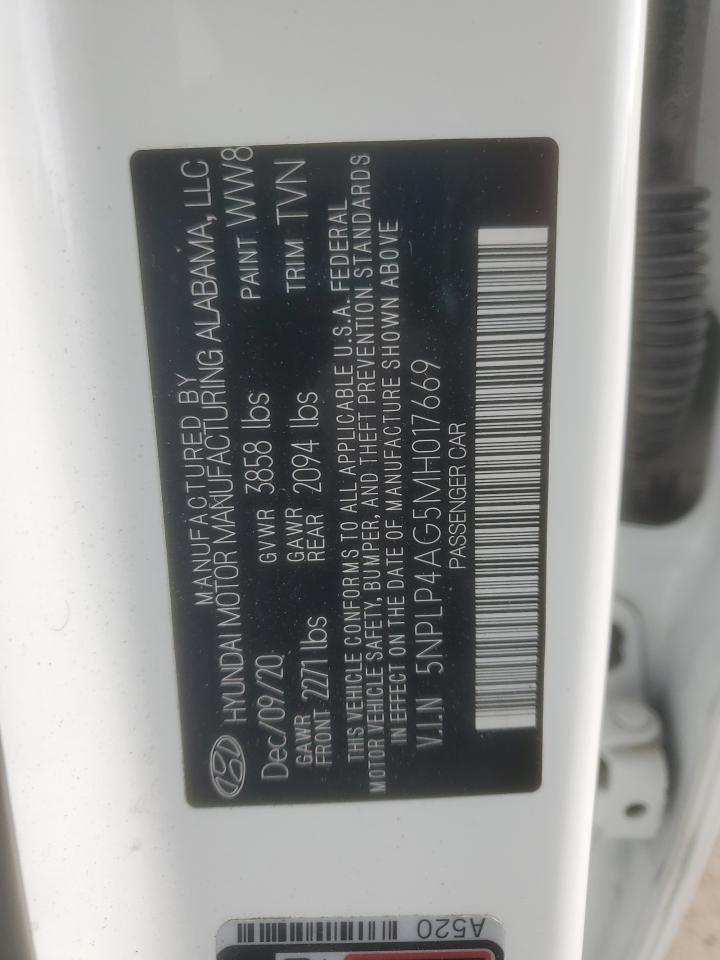 MANUFACTURED BY
HYUNDAI MOTOR MANUFACTURING ALABAMA, LLC
Dec/09/20 GVWR 3858 lbs PAINT WW8
GAWR FRONT 2271 lbs GAWR REAR 2094 lbs TRIM TVN
THIS VEHICLE CONFORMS TO ALL APPLICABLE U.S.A. FEDERAL
MOTOR VEHICLE SAFETY, BUMPER, AND THEFT PREVENTION STANDARDS
IN EFFECT ON THE DATE OF MANUFACTURE SHOWN ABOVE
V.I.N 5NPLP4AG5MH017669
PASSENGER CAR
A520